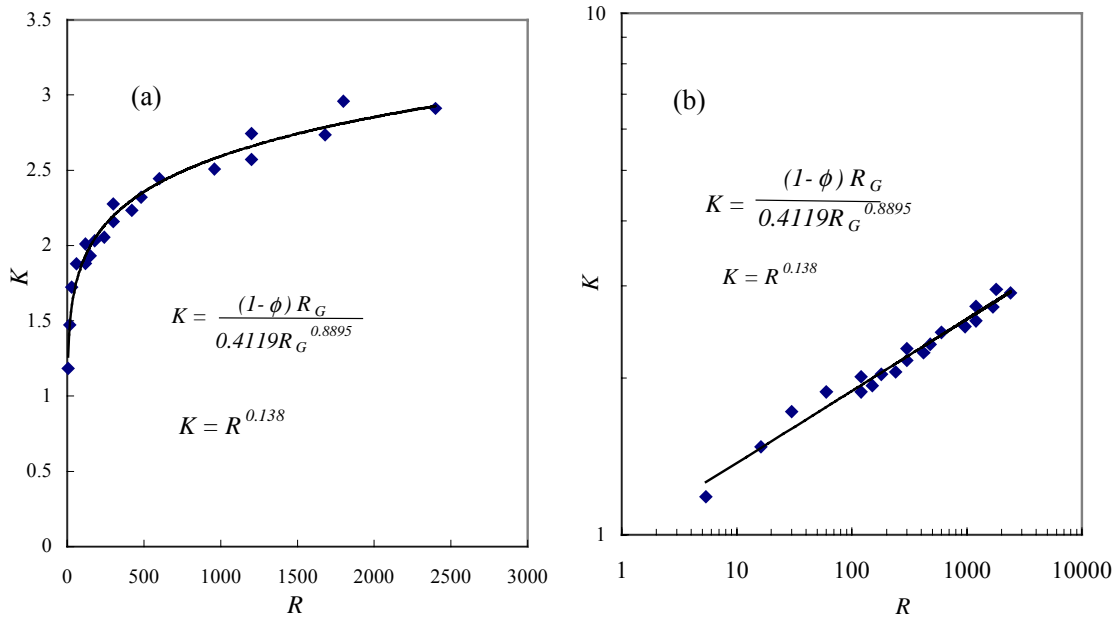 3.5
3
2.5
2
1.5
1
0.5
0
K
(a)
K = (1- ϕ) R_G / 0.4119R_G^0.8895
K = R^0.138
0 500 1000 1500 2000 2500 3000
R
10
1
K
(b)
K = (1- ϕ) R_G / 0.4119R_G^0.8895
K = R^0.138
1 10 100 1000 10000
R